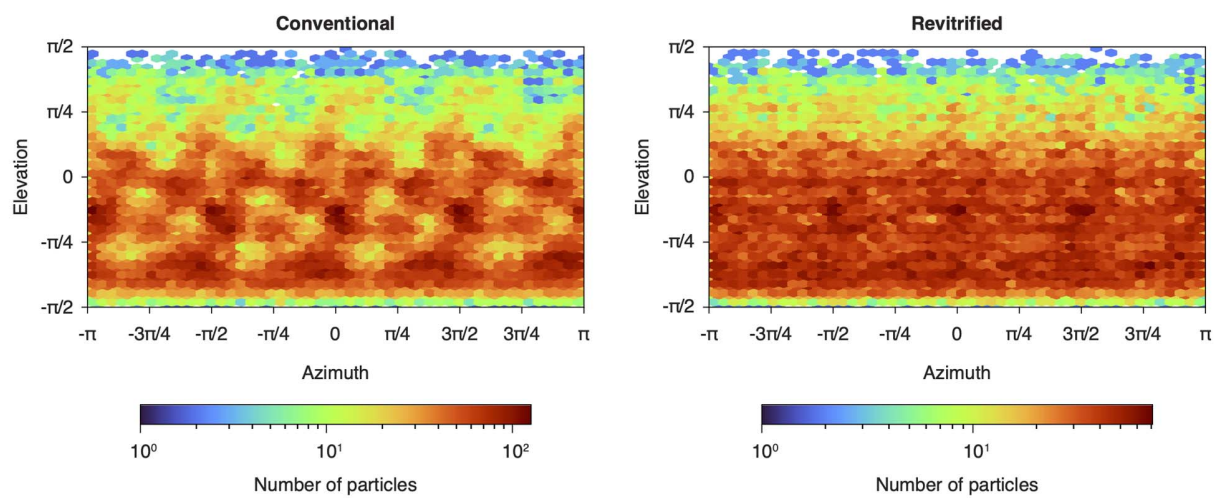 Conventional
π/2
π/4
0
-π/4
-π/2
Elevation
-π -3π/4 -π/2 -π/4 0 π/4 3π/2 3π/4 π
Azimuth
10⁰ 10¹ 10²
Number of particles
Revitrified
π/2
π/4
0
-π/4
-π/2
Elevation
-π -3π/4 -π/2 -π/4 0 π/4 3π/2 3π/4 π
Azimuth
10⁰ 10¹
Number of particles